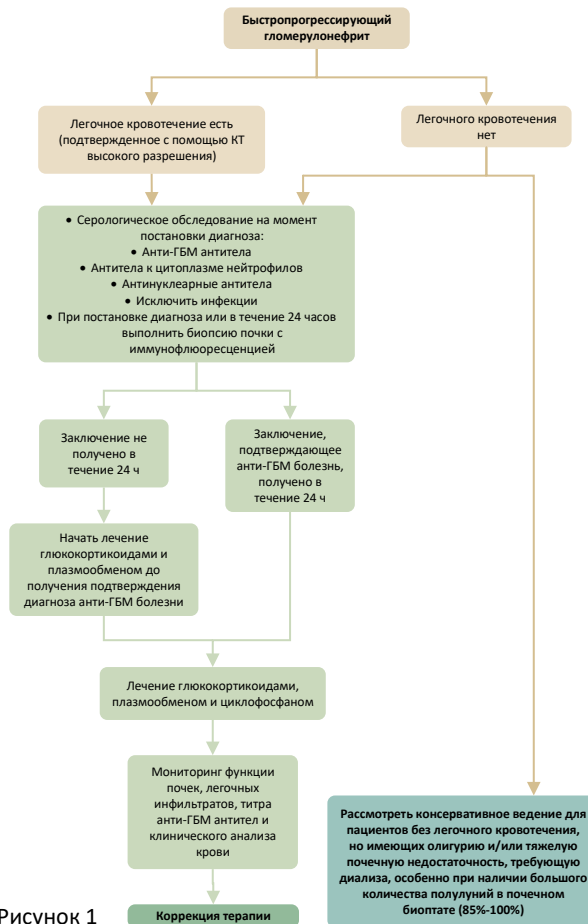 Быстропрогрессирующий
гломерулонефрит
Легочное кровотечение есть
(подтвержденное с помощью КТ
высокого разрешения)
Легочного кровотечения
нет
• Серологическое обследование на момент
постановки диагноза:
• Анти-ГБМ антитела
• Антитела к цитоплазме нейтрофилов
• Антинуклеарные антитела
• Исключить инфекции
• При постановке диагноза или в течение 24 часов
выполнить биопсию почки с
иммунофлюоресценцией
Заключение не
получено в
течение 24 ч
Заключение,
подтверждающее
анти-ГБМ болезнь,
получено в
течение 24 ч
Начать лечение
глюкокортикоидами и
плазмообменом до
получения подтверждения
диагноза анти-ГБМ болезни
Лечение глюкокортикоидами,
плазмообменом и циклофосфаном
Мониторинг функции
почек, легочных
инфильтратов, титра
анти-ГБМ антител и
клинического анализа
крови
Рассмотреть консервативное ведение для
пациентов без легочного кровотечения,
но имеющих олигурию и/или тяжелую
почечную недостаточность, требующую
диализа, особенно при наличии большого
количества полулуний в почечном
биоптате (85%-100%)
Рисунок 1
Коррекция терапии